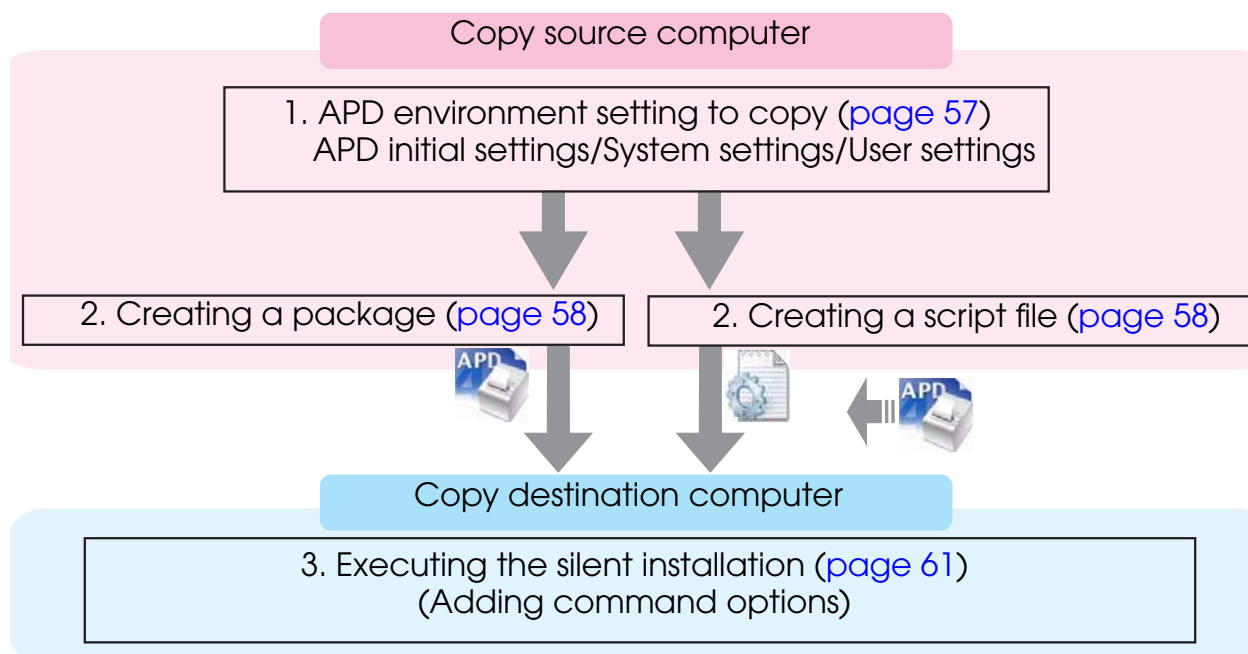 Copy source computer
1. APD environment setting to copy (page 57)
APD initial settings/System settings/User settings
2. Creating a package (page 58)
2. Creating a script file (page 58)
APD
APD
Copy destination computer
3. Executing the silent installation (page 61)
(Adding command options)